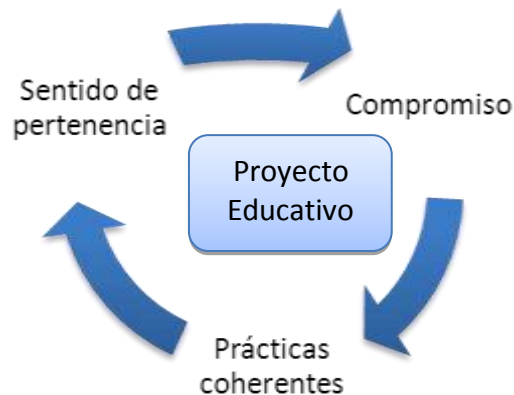 Sentido de
pertenencia
Compromiso
Proyecto
Educativo
Prácticas
coherentes